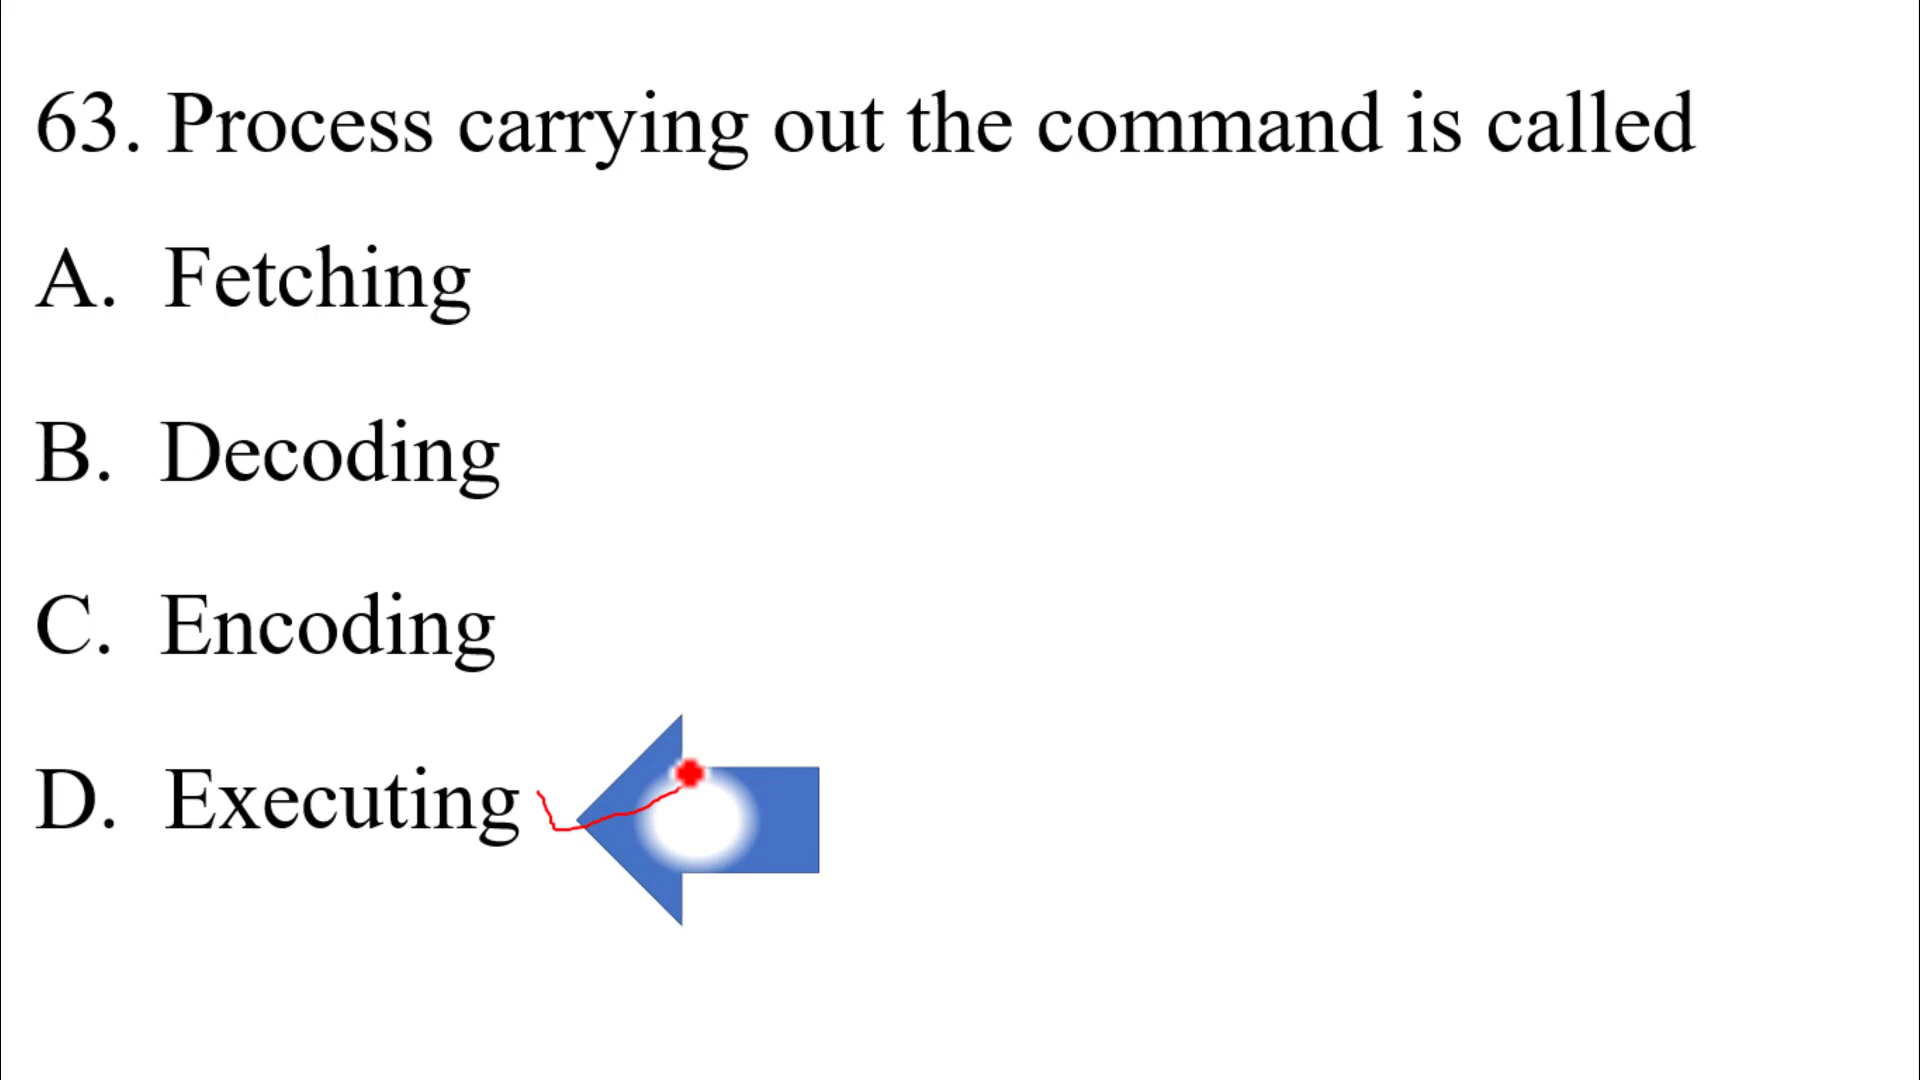 63. Process carrying out the command is called
A. Fetching
B. Decoding
C. Encoding
D. Executing